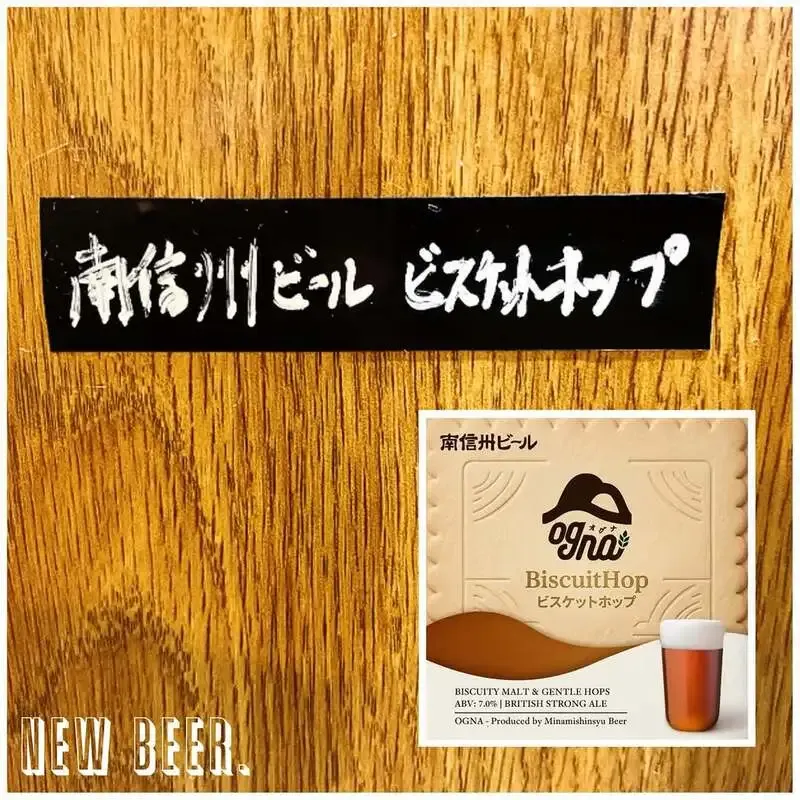 南信州ビール ビスケットホップ
南信州ビール
オグナ
ogna
BiscuitHop
ビスケットホップ
BISCUITY MALT & GENTLE HOPS
ABV: 7.0% | BRITISH STRONG ALE
OGNA - Produced by Minamishinsyu Beer
NEW BEER.